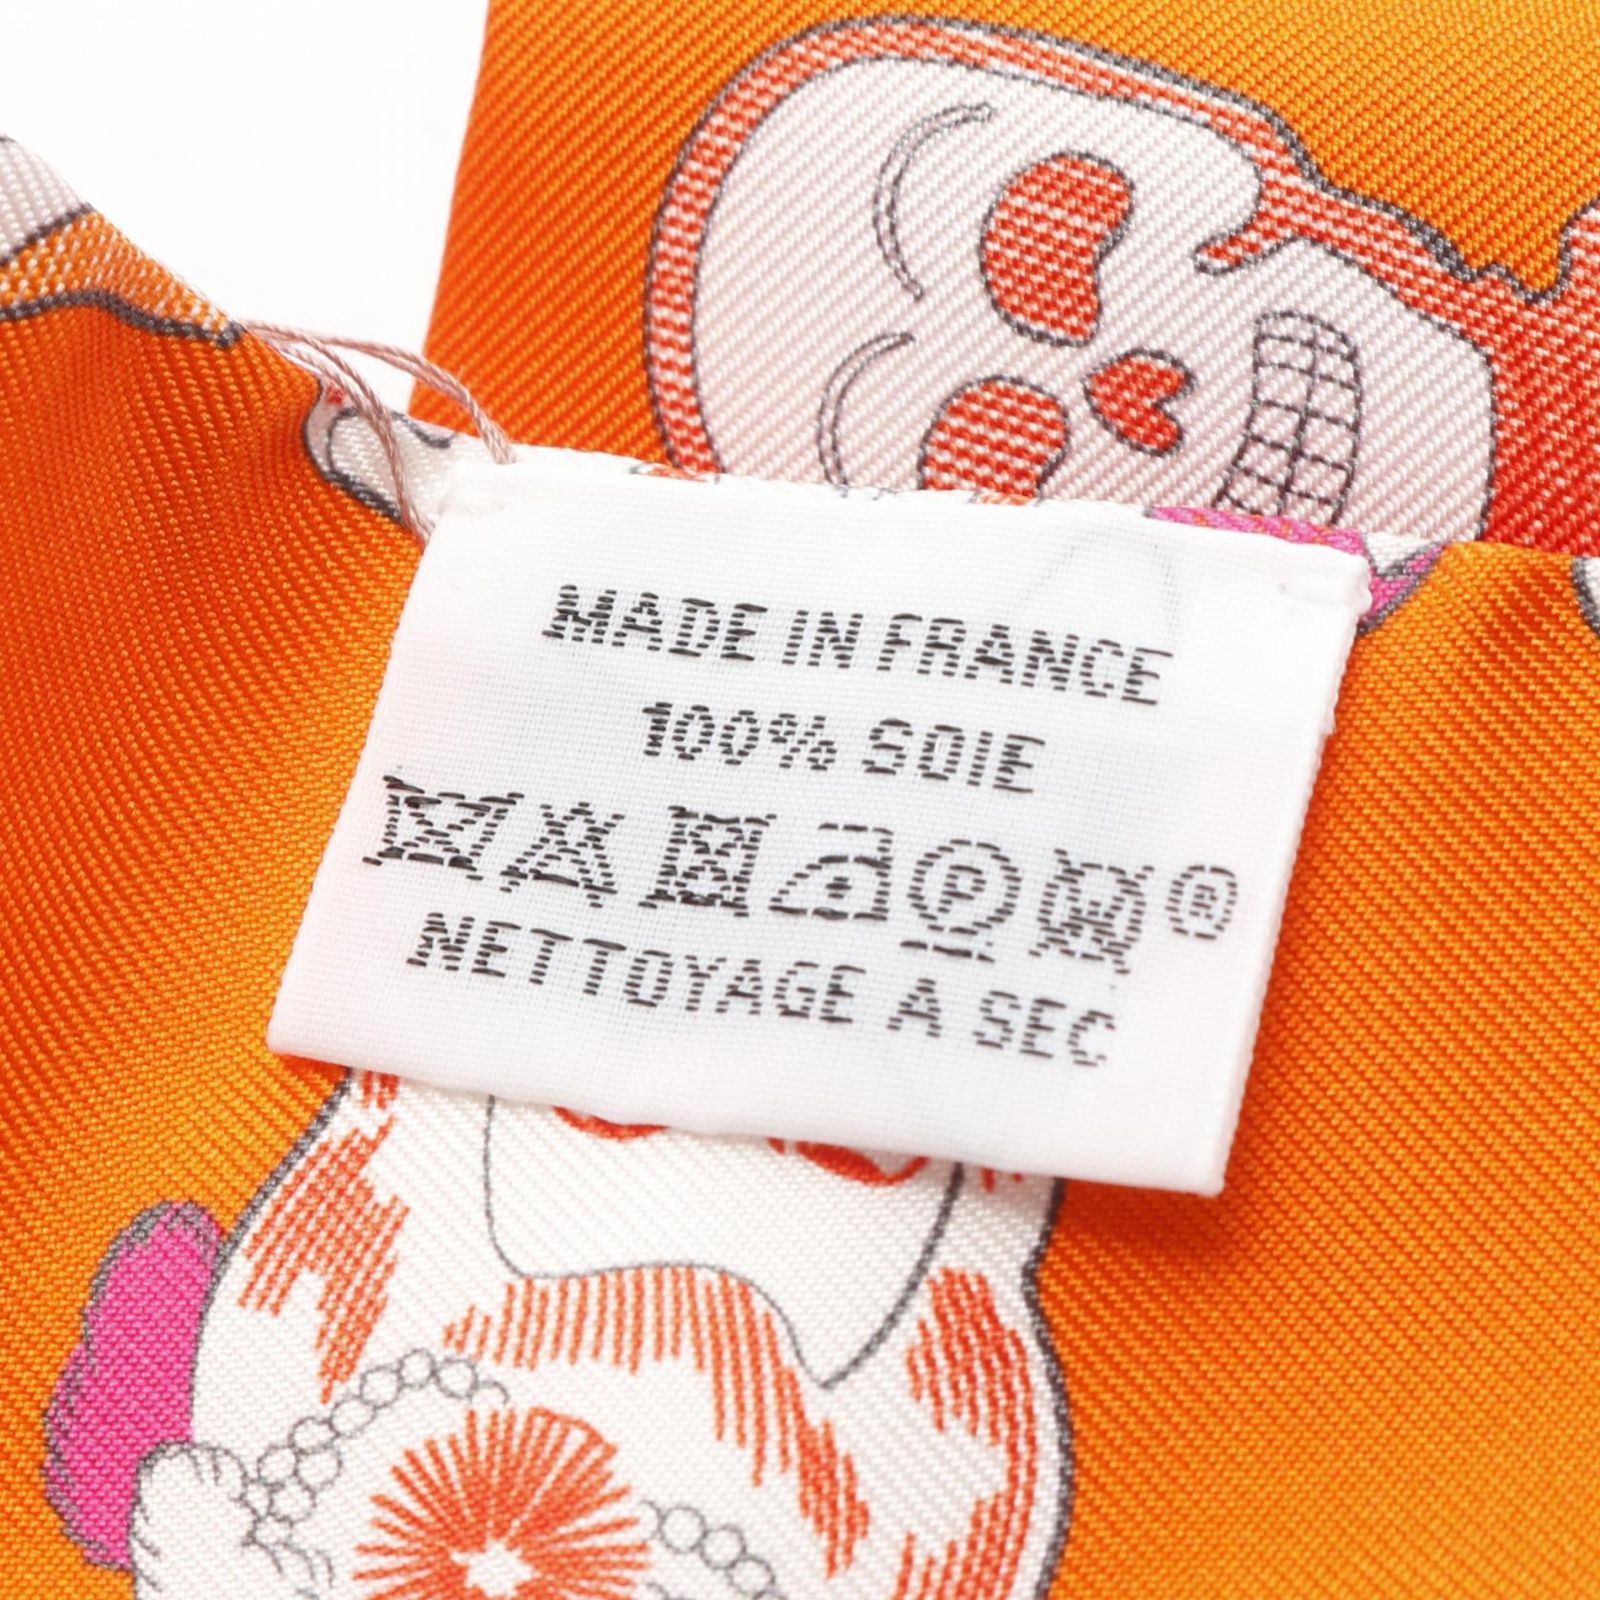 MADE IN FRANCE
100% SOIE
P ®
NETTOYAGE A SEC